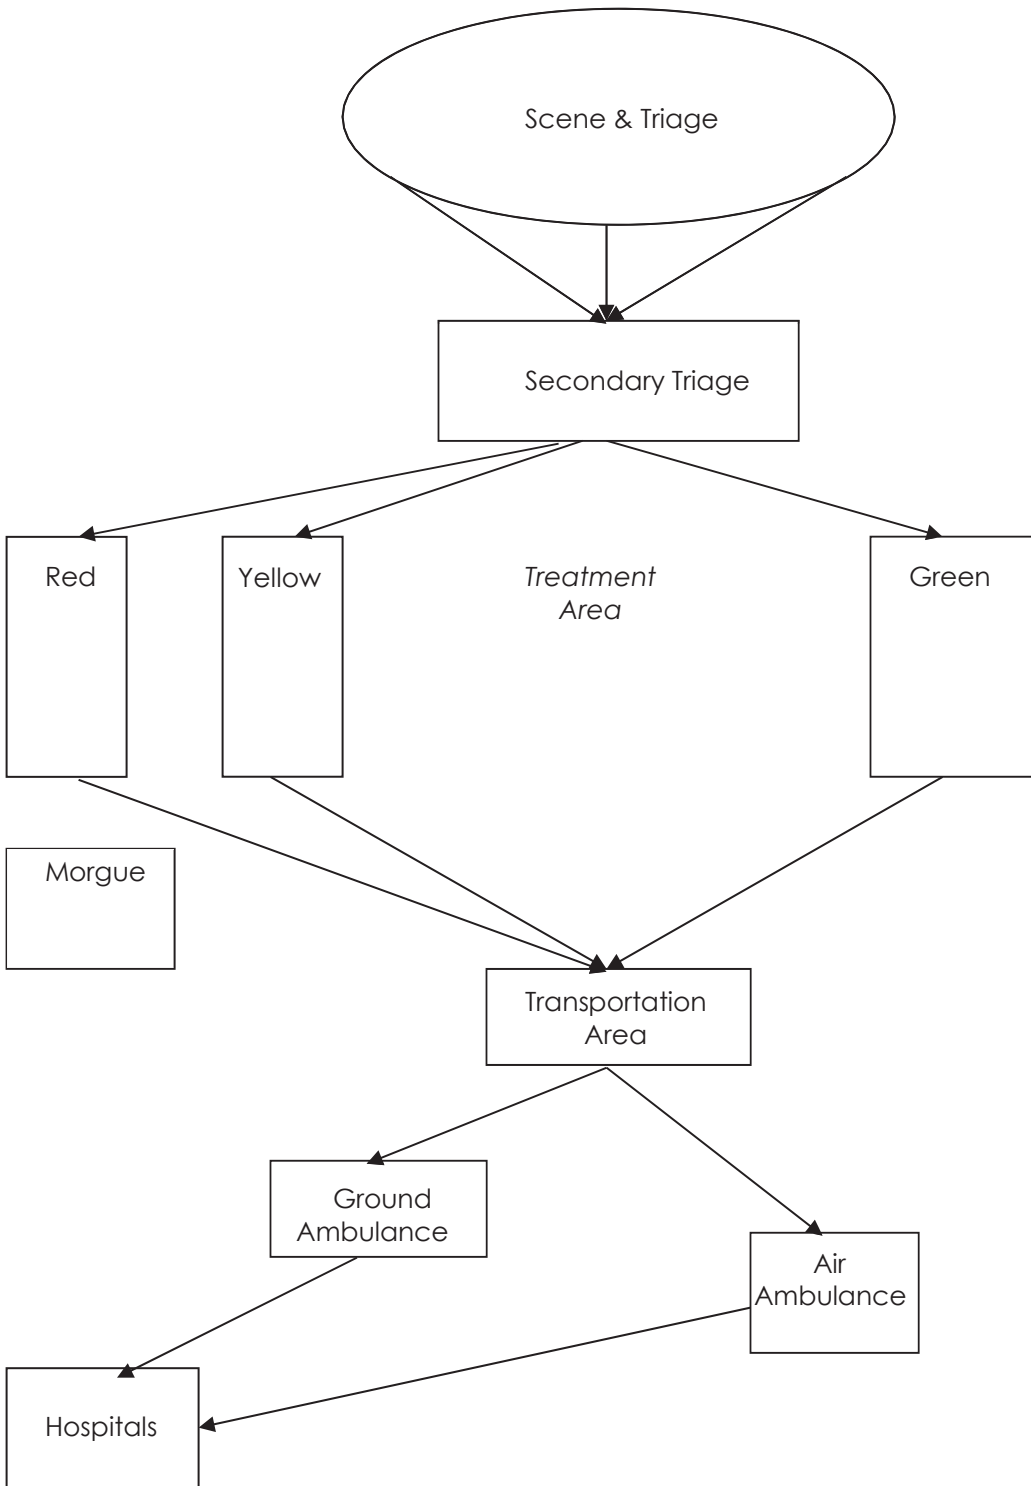 Scene & Triage
Secondary Triage
Red
Yellow
Treatment
Area
Green
Morgue
Transportation
Area
Ground
Ambulance
Air
Ambulance
Hospitals